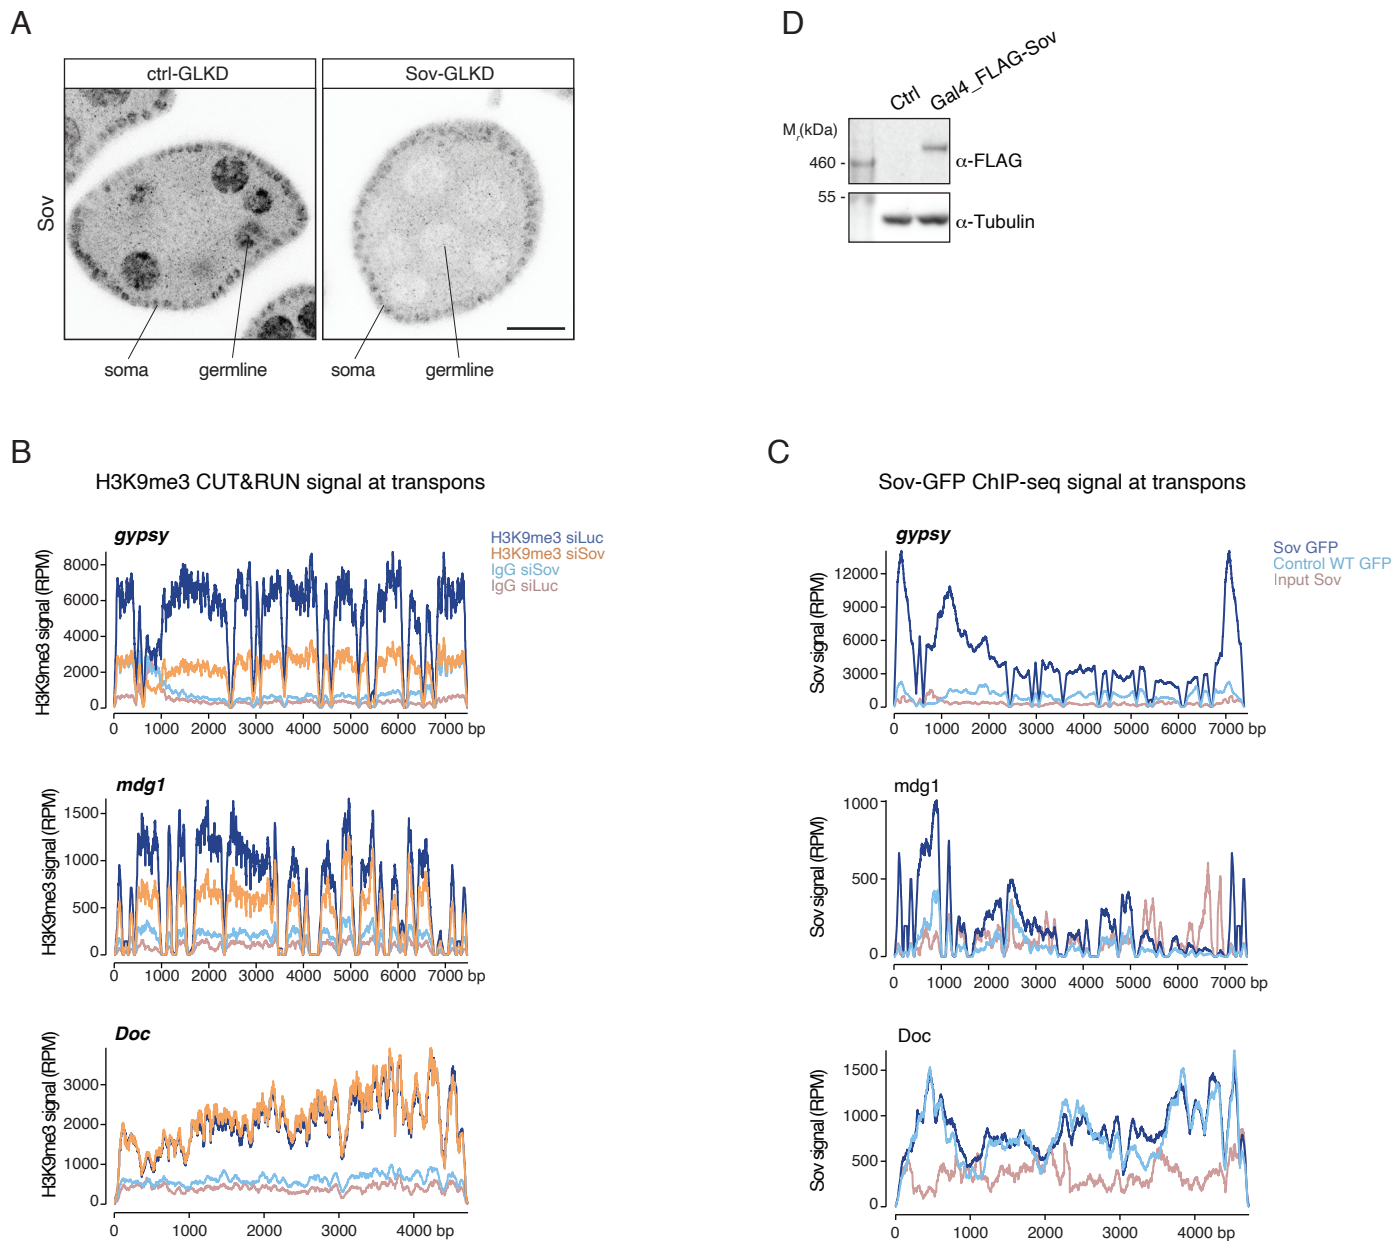 A
ctrl-GLKD
Sov-GLKD
Sov
soma
germline
soma
germline
D
Ctrl
Gal4_FLAG-Sov
Mr(kDa)
460 -
α-FLAG
55 -
α-Tubulin
B
H3K9me3 CUT&RUN signal at transpons
gypsy
H3K9me3 siLuc
H3K9me3 siSov
IgG siSov
IgG siLuc
H3K9me3 signal (RPM)
8000
6000
4000
2000
0
0 1000 2000 3000 4000 5000 6000 7000 bp
mdg1
H3K9me3 signal (RPM)
1500
1000
500
0
0 1000 2000 3000 4000 5000 6000 7000 bp
Doc
H3K9me3 signal (RPM)
3000
2000
1000
0
0 1000 2000 3000 4000 bp
C
Sov-GFP ChIP-seq signal at transpons
gypsy
Sov GFP
Control WT GFP
Input Sov
Sov signal (RPM)
12000
9000
6000
3000
0
0 1000 2000 3000 4000 5000 6000 7000 bp
mdg1
Sov signal (RPM)
1000
500
0
0 1000 2000 3000 4000 5000 6000 7000 bp
Doc
Sov signal (RPM)
1500
1000
500
0
0 1000 2000 3000 4000 bp